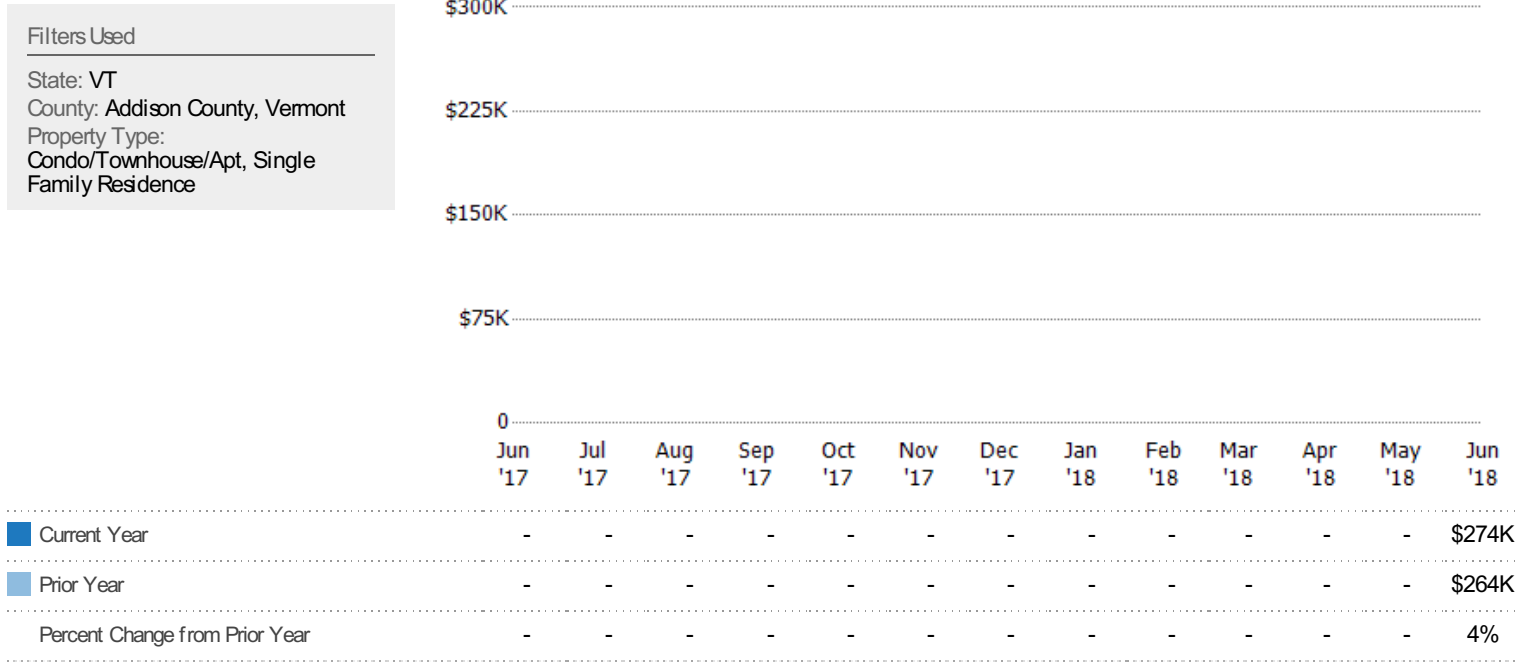 Filters Used
State: VT
County: Addison County, Vermont
Property Type:
Condo/Townhouse/Apt, Single
Family Residence
$300K
$225K
$150K
$75K
0
Jun Jul Aug Sep Oct Nov Dec Jan Feb Mar Apr May Jun
'17 '17 '17 '17 '17 '17 '17 '18 '18 '18 '18 '18 '18
Current Year - - - - - - - - - - - - $274K
Prior Year - - - - - - - - - - - - $264K
Percent Change from Prior Year - - - - - - - - - - - - 4%